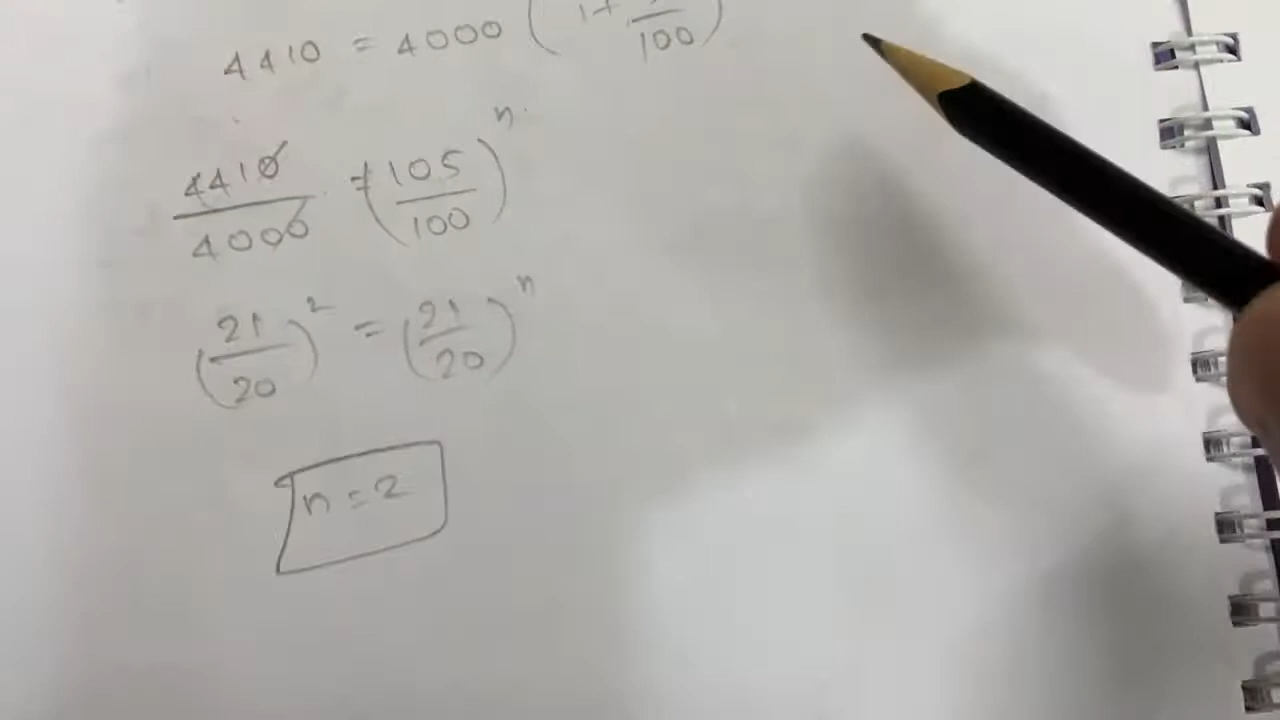 4410 = 4000 ( 1+ /100 )
4410/4000 = (105/100)^n
(21/20)^2 = (21/20)^n
n = 2